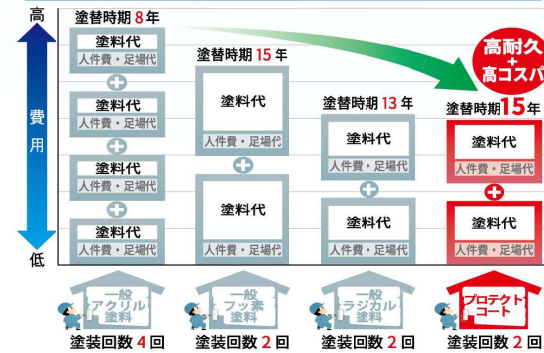 高
費用
低
塗替時期8年
塗料代
人件費・足場代
+
塗料代
人件費・足場代
+
塗料代
人件費・足場代
+
塗料代
人件費・足場代
一般
アクリル
塗料
塗装回数4回
塗替時期15年
塗料代
人件費・足場代
+
塗料代
人件費・足場代
一般
フッ素
塗料
塗装回数2回
塗替時期13年
塗料代
人件費・足場代
+
塗料代
人件費・足場代
一般
ラジカル
塗料
塗装回数2回
高耐久
+
高コスパ
塗替時期15年
塗料代
人件費・足場代
+
塗料代
人件費・足場代
プロテクト
コート
塗装回数2回